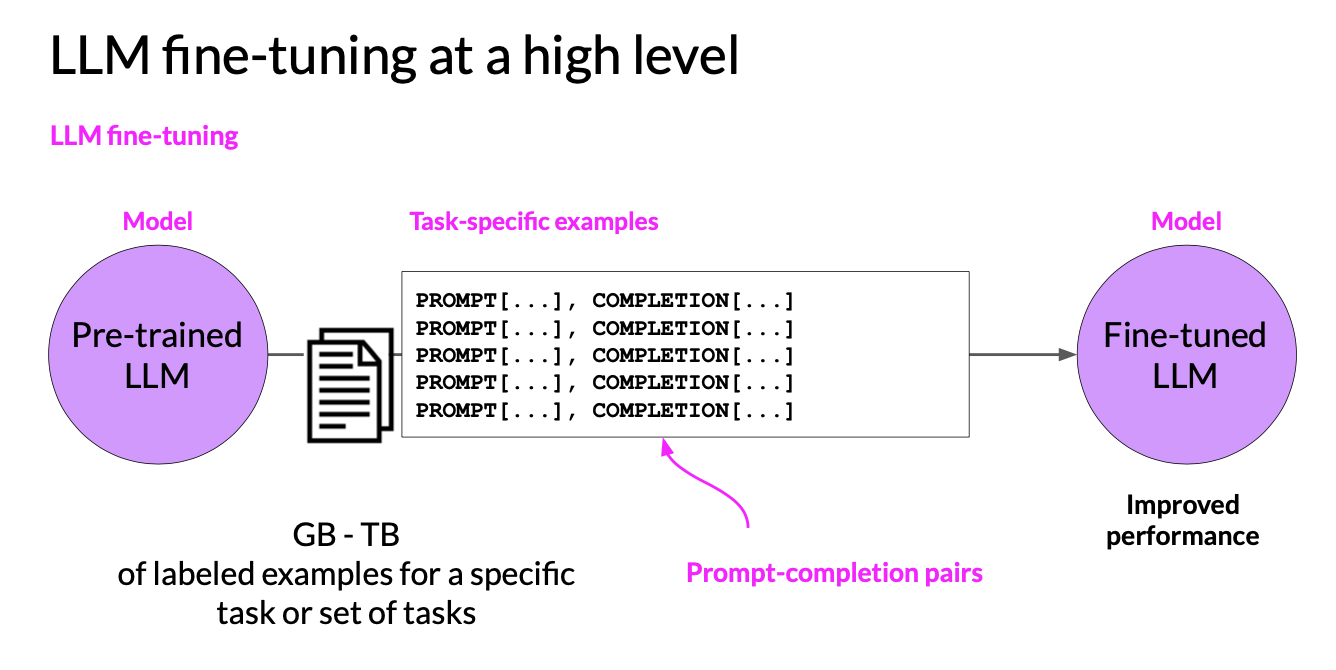 LLM fine-tuning at a high level
LLM fine-tuning
Model
Task-specific examples
Model
Pre-trained
LLM
PROMPT[...], COMPLETION[...]
PROMPT[...], COMPLETION[...]
PROMPT[...], COMPLETION[...]
PROMPT[...], COMPLETION[...]
PROMPT[...], COMPLETION[...]
Fine-tuned
LLM
Improved
performance
GB - TB
of labeled examples for a specific
task or set of tasks
Prompt-completion pairs